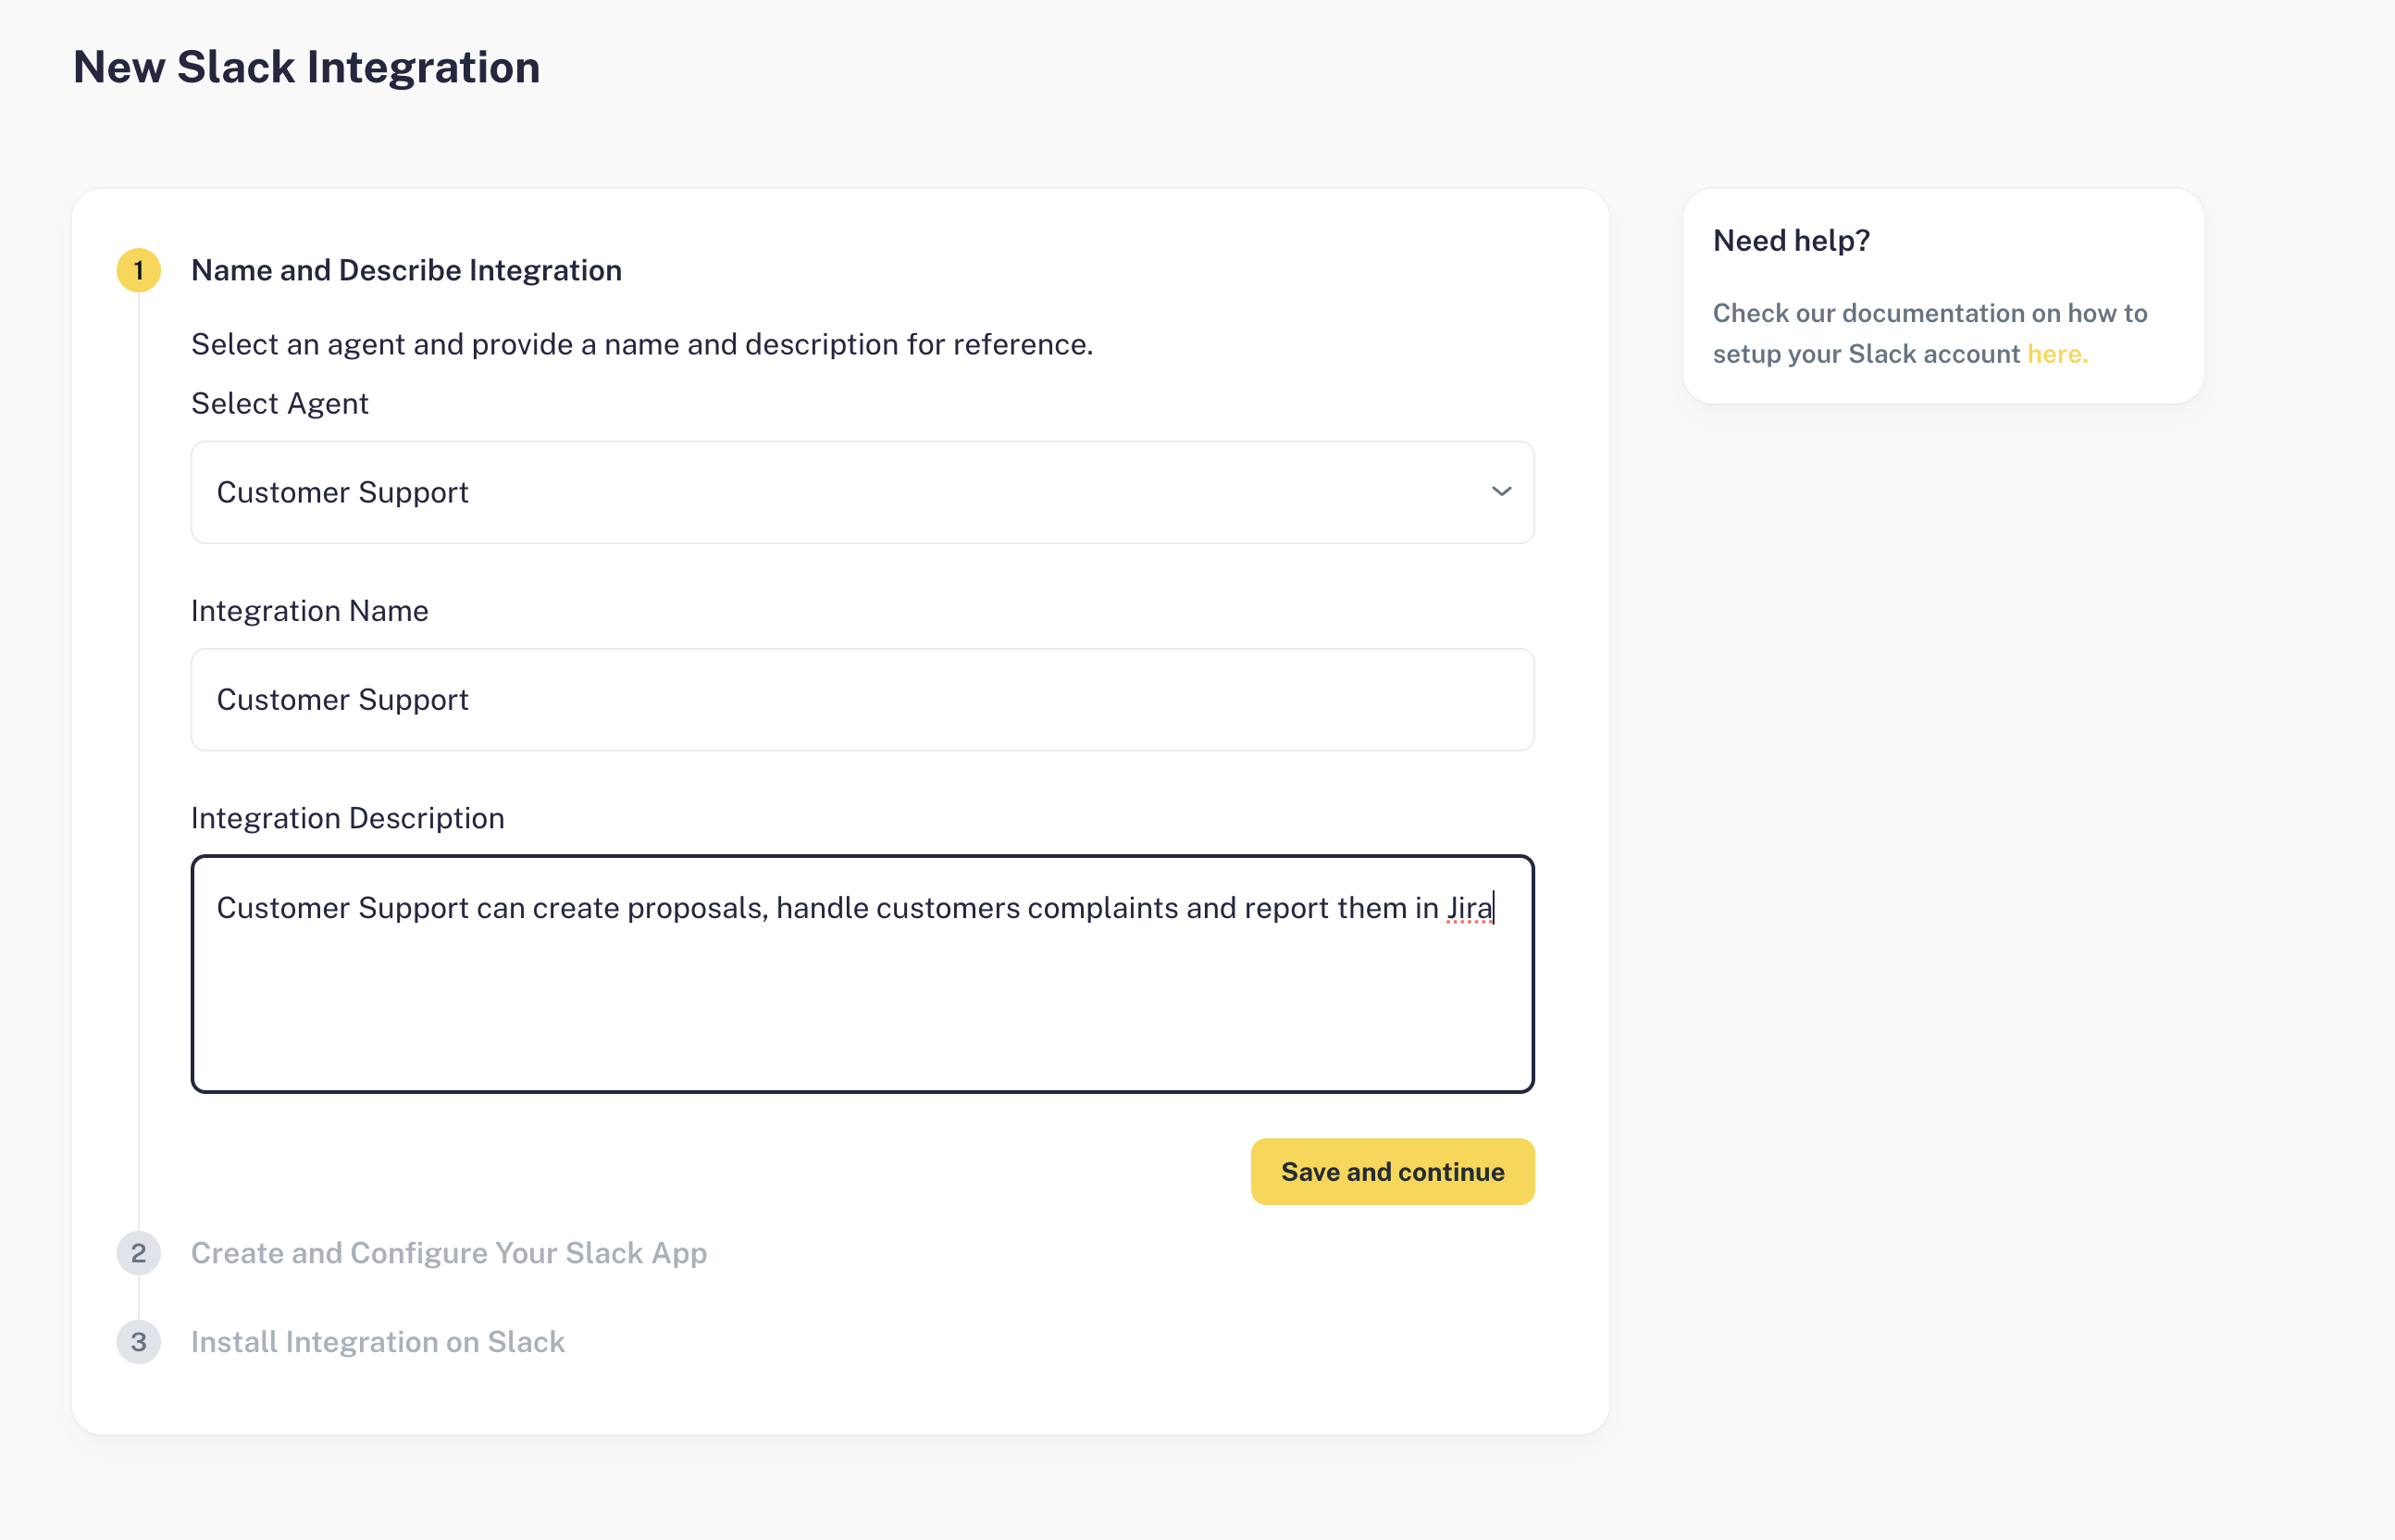 New Slack Integration
1
Name and Describe Integration
Select an agent and provide a name and description for reference.
Select Agent
Customer Support
Integration Name
Customer Support
Integration Description
Customer Support can create proposals, handle customers complaints and report them in Jira
Save and continue
2
Create and Configure Your Slack App
3
Install Integration on Slack
Need help?
Check our documentation on how to
setup your Slack account here.